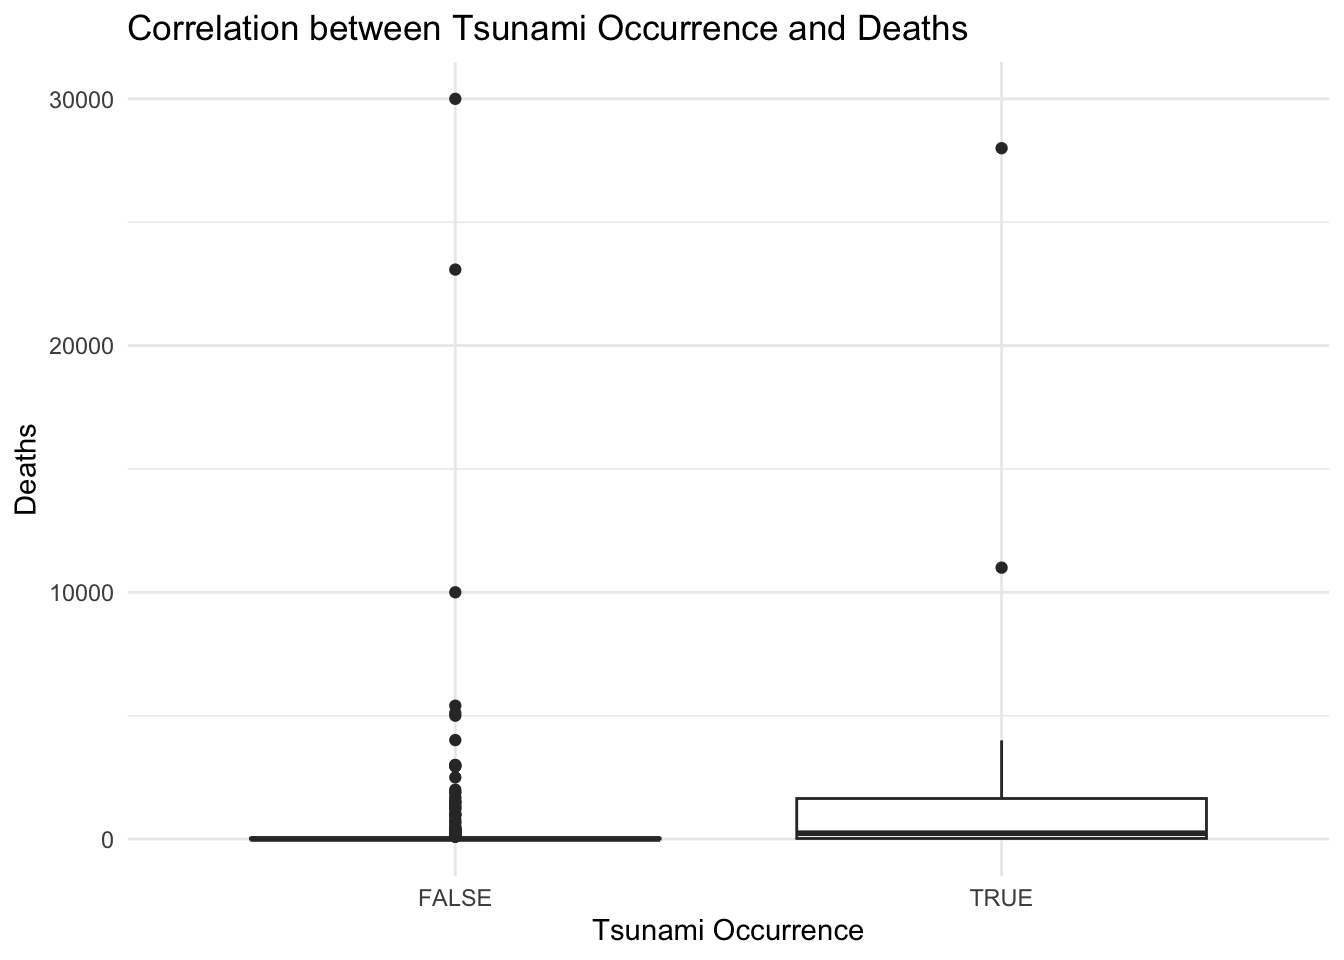 Correlation between Tsunami Occurrence and Deaths
30000
20000
10000
0
Deaths
FALSE
TRUE
Tsunami Occurrence